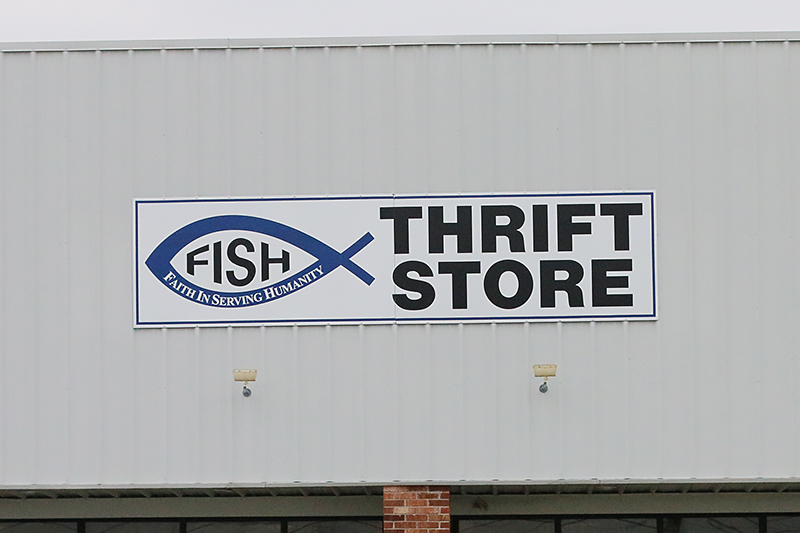 FISH
FAITH IN SERVING HUMANITY
THRIFT
STORE